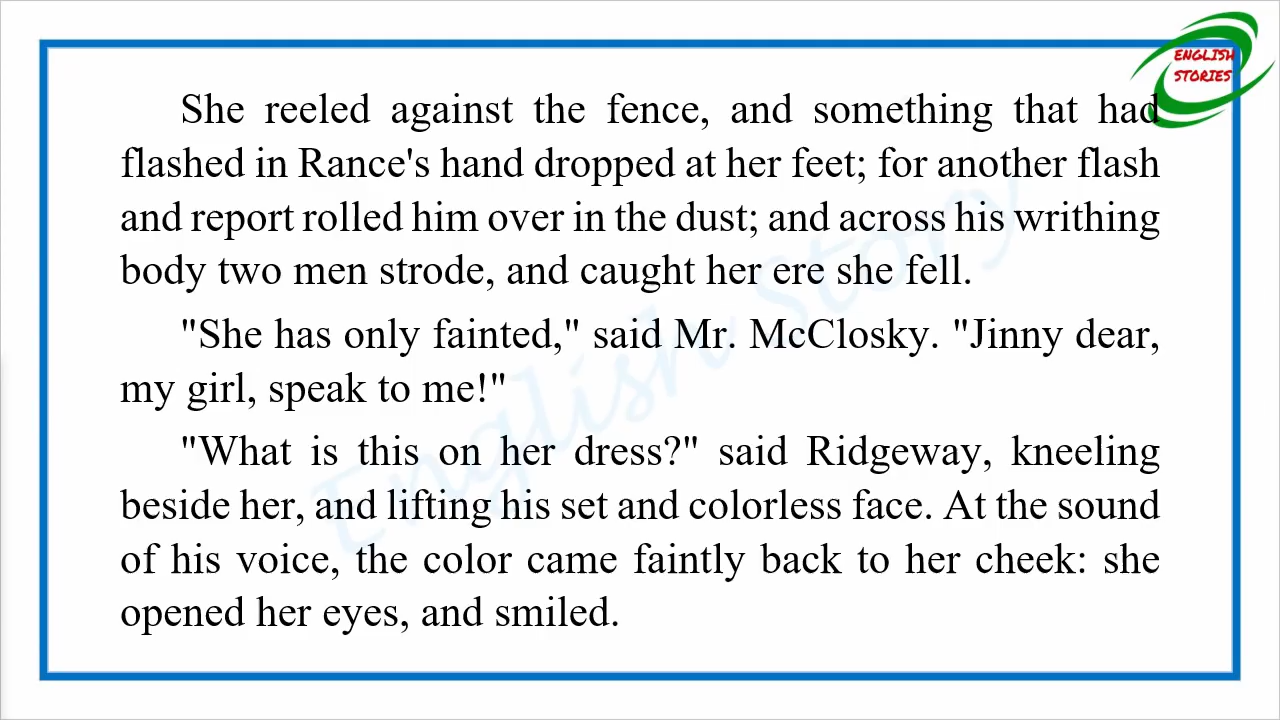 ENGLISH
STORIES
She reeled against the fence, and something that had
flashed in Rance's hand dropped at her feet; for another flash
and report rolled him over in the dust; and across his writhing
body two men strode, and caught her ere she fell.
"She has only fainted," said Mr. McClosky. "Jinny dear,
my girl, speak to me!"
"What is this on her dress?" said Ridgeway, kneeling
beside her, and lifting his set and colorless face. At the sound
of his voice, the color came faintly back to her cheek: she
opened her eyes, and smiled.
English Story